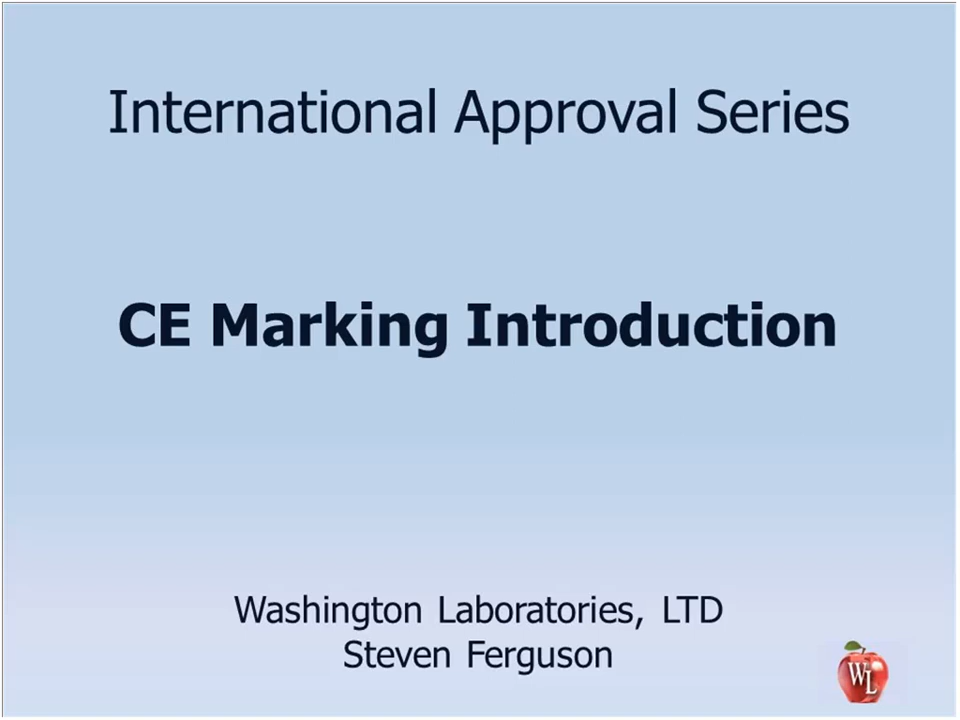 International Approval Series
CE Marking Introduction
Washington Laboratories, LTD
Steven Ferguson
WL